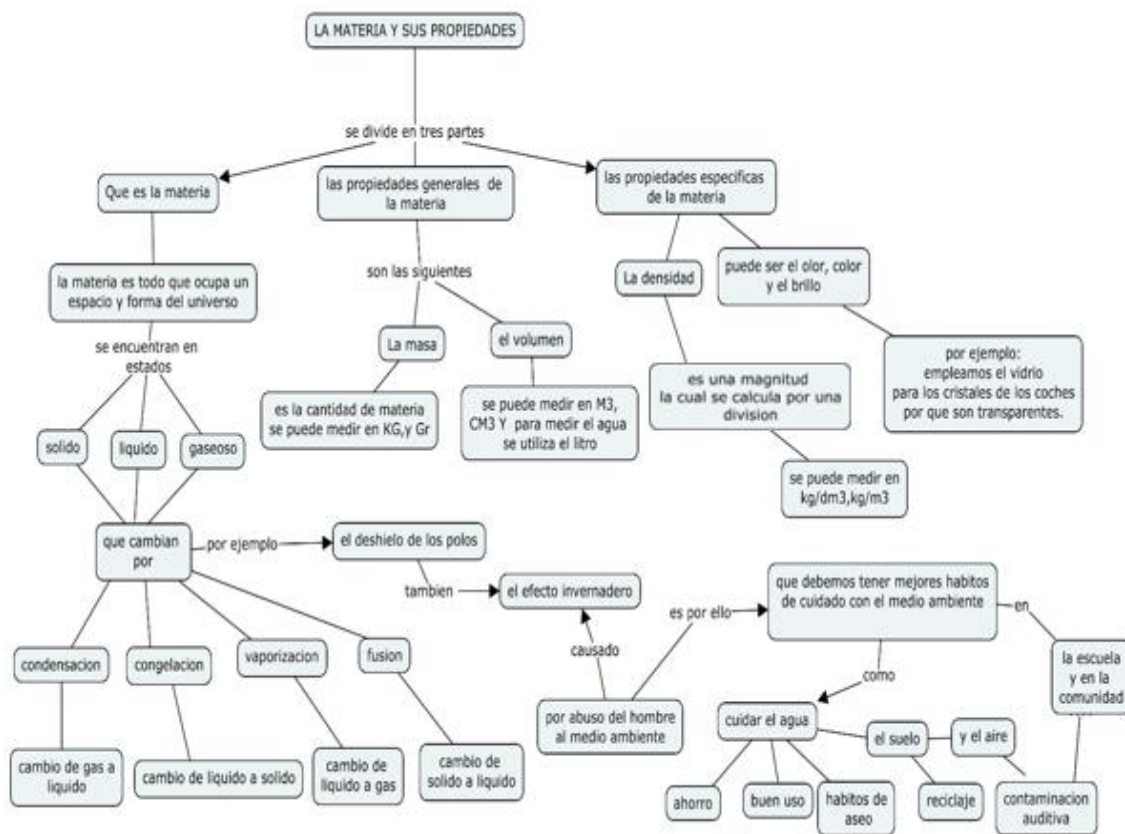 LA MATERIA Y SUS PROPIEDADES
se divide en tres partes
Que es la materia
las propiedades generales de
la materia
las propiedades especificas
de la materia
la materia es todo que ocupa un
espacio y forma del universo
son las siguientes
La densidad
puede ser el olor, color
y el brillo
se encuentran en
estados
La masa
el volumen
es la cantidad de materia
se puede medir en KG,y Gr
se puede medir en M3,
CM3 Y para medir el agua
se utiliza el litro
es una magnitud
la cual se calcula por una
division
por ejemplo:
empleamos el vidrio
para los cristales de los coches
por que son transparentes.
solido
liquido
gaseoso
se puede medir en
kg/dm3,kg/m3
que cambian
por
por ejemplo
el deshielo de los polos
tambien
el efecto invernadero
causado
por abuso del hombre
al medio ambiente
es por ello
que debemos tener mejores habitos
de cuidado con el medio ambiente
en
la escuela
y en la
comunidad
como
condensacion
congelacion
vaporizacion
fusion
cambio de gas a
liquido
cambio de liquido a solido
cambio de
liquido a gas
cambio de
solido a liquido
cuidar el agua
el suelo
y el aire
ahorro
buen uso
habitos de
aseo
reciclaje
contaminacion
auditiva